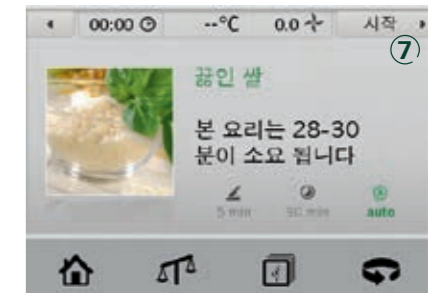 00:00 --°C 0.0 시작
⑦
끓인 쌀
본 요리는 28-30
분이 소요 됩니다
5 min 90 min auto